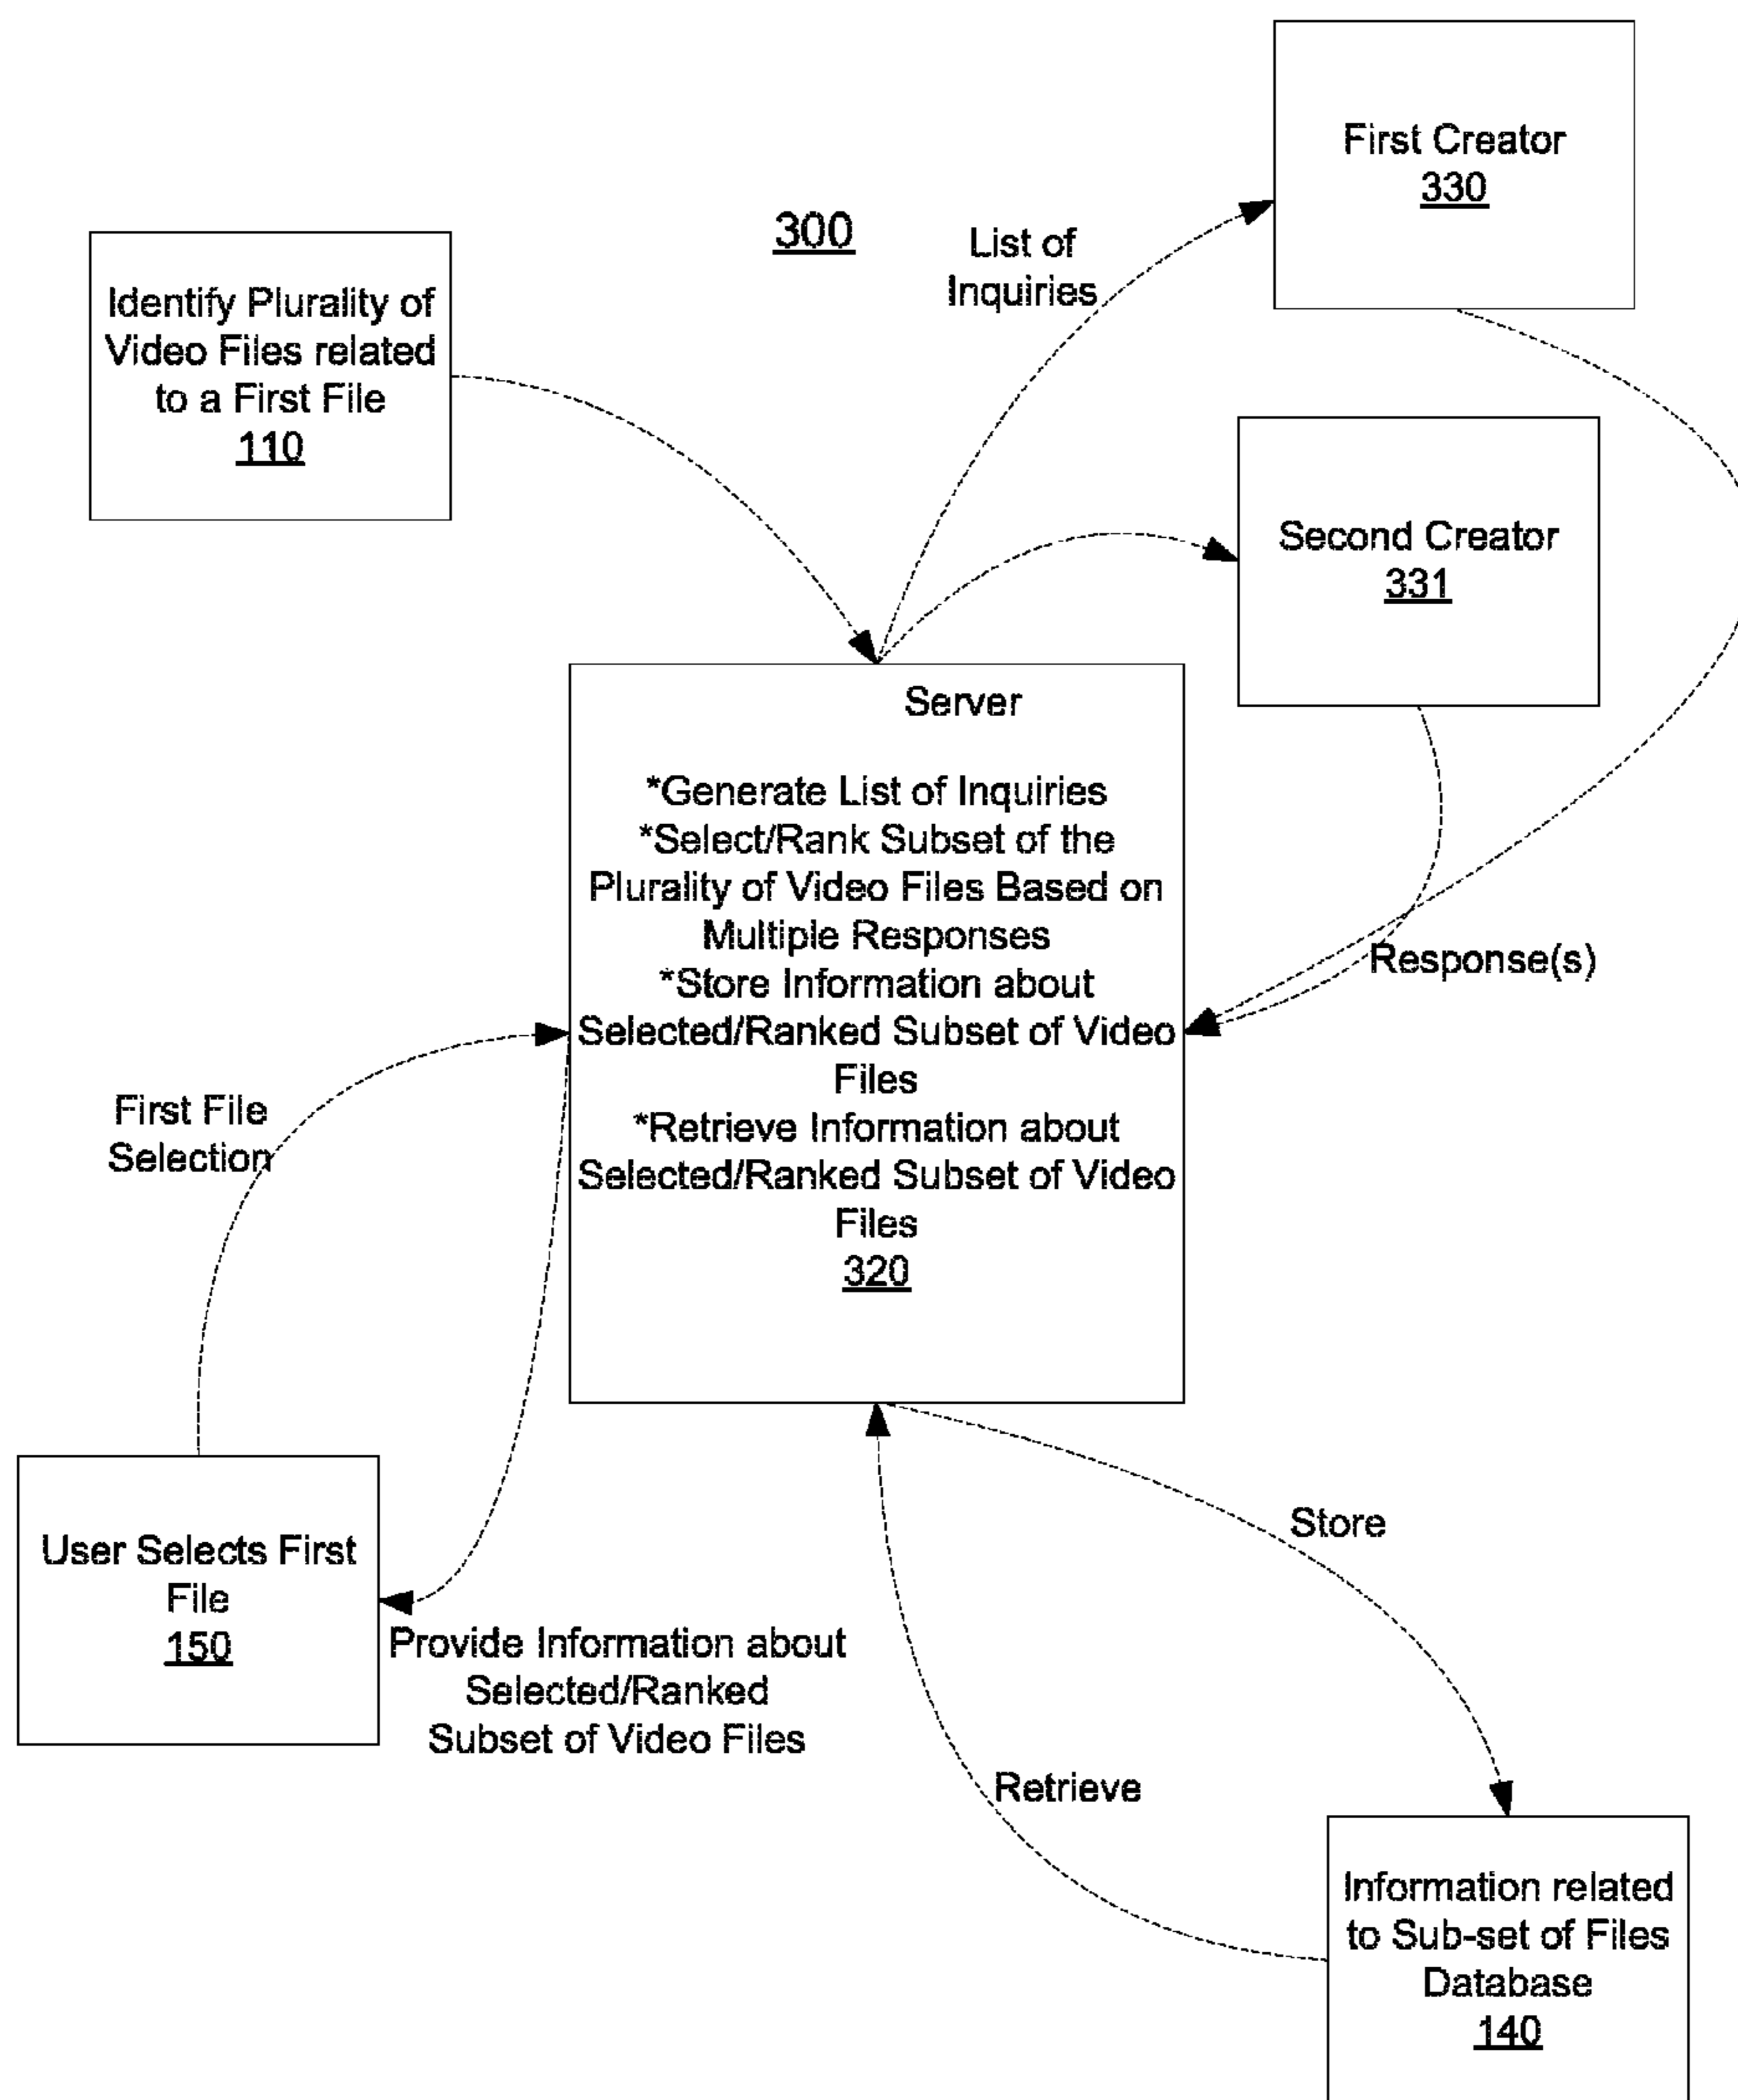 First Creator
330
300
List of
Inquiries
Identify Plurality of
Video Files related
to a First File
110
Second Creator
331
Server
*Generate List of Inquiries
*Select/Rank Subset of the
Plurality of Video Files Based on
Multiple Responses
*Store Information about
Selected/Ranked Subset of Video
Files
*Retrieve Information about
Selected/Ranked Subset of Video
Files
320
Response(s)
First File
Selection
User Selects First
File
150
Provide Information about
Selected/Ranked
Subset of Video Files
Store
Retrieve
Information related
to Sub-set of Files
Database
140